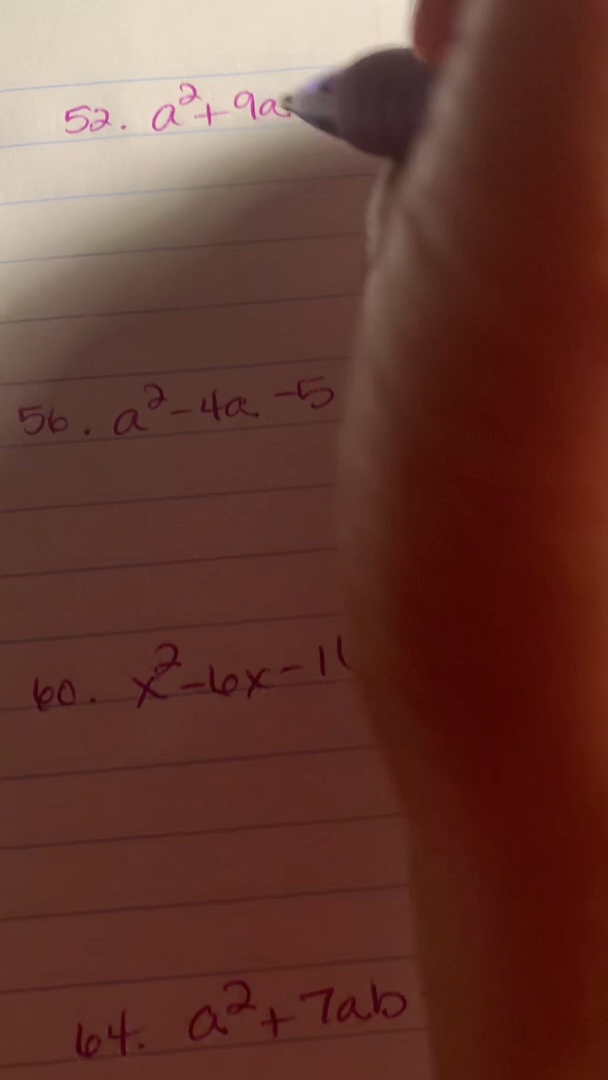 52. a²+9a
56. a²-4a-5
60. x²-6x-11
64. a²+7ab